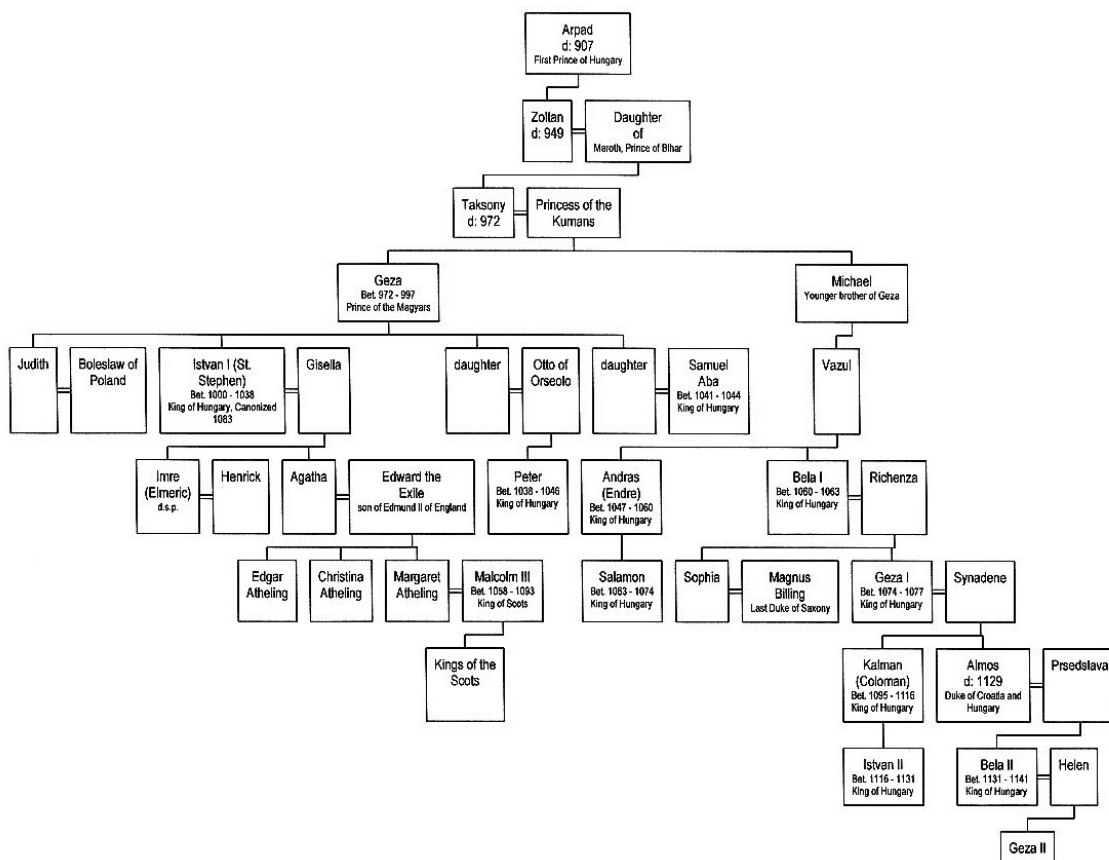 Arpad
d: 907
First Prince of Hungary
Zoltan
d: 949
Daughter
of
Maroth, Prince of Bihar
Taksony
d: 972
Princess of the
Kumans
Geza
Bet. 972 - 997
Prince of the Magyars
Michael
Younger brother of Geza
Judith
Boleslaw of
Poland
Istvan I (St.
Stephen)
Bet. 1000 - 1038
King of Hungary, Canonized
1083
Gisella
daughter
Otto of
Orseolo
daughter
Samuel
Aba
Bet. 1041 - 1044
King of Hungary
Vazul
Imre
(Elmeric)
d.s.p.
Henrick
Agatha
Edward the
Exile
son of Edmund II of England
Peter
Bet. 1038 - 1046
King of Hungary
Andras
(Endre)
Bet. 1047 - 1060
King of Hungary
Bela I
Bet. 1060 - 1063
King of Hungary
Richenza
Edgar
Atheling
Christina
Atheling
Margaret
Atheling
Malcolm III
Bet. 1058 - 1093
King of Scots
Salamon
Bet. 1063 - 1074
King of Hungary
Sophia
Magnus
Billing
Last Duke of Saxony
Geza I
Bet. 1074 - 1077
King of Hungary
Synadene
Kings of the
Scots
Kalman
(Coloman)
Bet. 1095 - 1116
King of Hungary
Almos
d: 1129
Duke of Croatia and
Hungary
Prsedslava
Istvan II
Bet. 1116 - 1131
King of Hungary
Bela II
Bet. 1131 - 1141
King of Hungary
Helen
Geza II